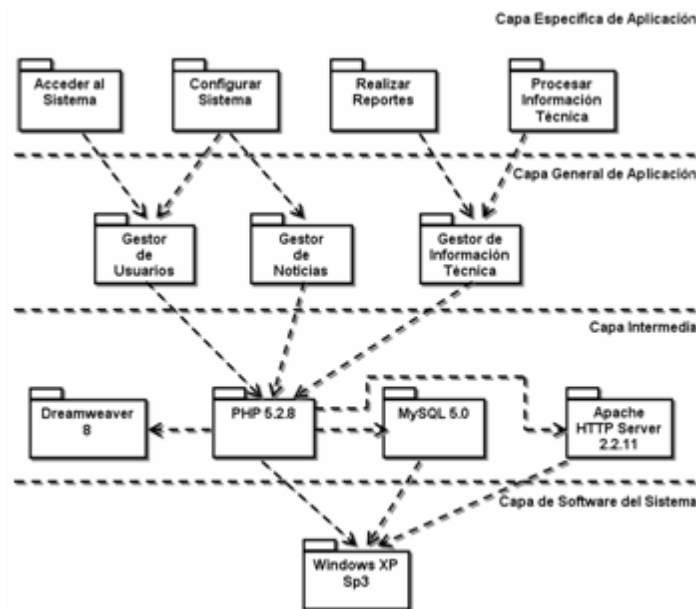 Capa Específica de Aplicación
Acceder al
Sistema
Configurar
Sistema
Realizar
Reportes
Procesar
Información
Técnica
Capa General de Aplicación
Gestor
de
Usuarios
Gestor
de
Noticias
Gestor de
Información
Técnica
Capa Intermedia
Dreamweaver
8
PHP 5.2.8
MySQL 5.0
Apache
HTTP Server
2.2.11
Capa de Software del Sistema
Windows XP
Sp3